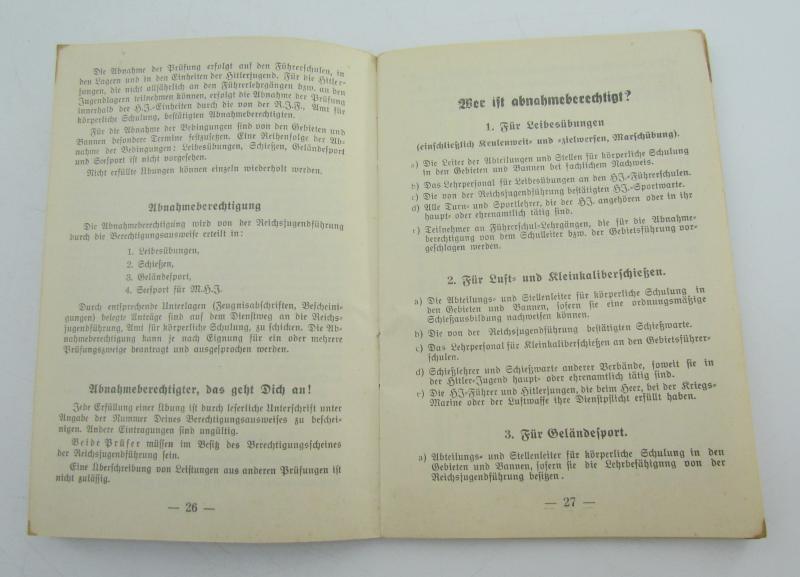 Die Abnahme der Prüfung erfolgt auf den Führerschulen, in
den Lagern und in den Einheiten der Hitlerjugend. Für die Hitler-
jungen, die nicht alljährlich an den Führerlehrgängen bzw. an den
Jugendlagern teilnehmen können, erfolgt die Abnahme der Prüfung
innerhalb der H.J.-Einheiten durch die von der R.J.F., Amt für
körperliche Schulung, bestätigten Abnahmeberechtigten.
Für die Abnahme der Bedingungen sind von den Gebieten und
Bannen besondere Termine festzusetzen. Eine Reihenfolge der Ab-
nahme der Bedingungen: Leibesübungen, Schießen, Geländesport
und Seesport ist nicht vorgesehen.
Nicht erfüllte Übungen können einzeln wiederholt werden.
Abnahmeberechtigung
Die Abnahmeberechtigung wird von der Reichsjugendführung
durch die Berechtigungsausweise erteilt in:
1. Leibesübungen,
2. Schießen,
3. Geländesport,
4. Seesport für M.H.J.
Durch entsprechende Unterlagen (Zeugnisabschriften, Bescheini-
gungen) belegte Anträge sind auf dem Dienstweg an die Reichs-
jugendführung, Amt für körperliche Schulung, zu schicken. Die Ab-
nahmeberechtigung kann je nach Eignung für ein oder mehrere
Prüfungszweige beantragt und ausgesprochen werden.
Abnahmeberechtigter, das geht Dich an!
Jede Erfüllung einer Übung ist durch leserliche Unterschrift unter
Angabe der Nummer Deines Berechtigungsausweises zu beschei-
nigen. Andere Eintragungen sind ungültig.
Beide Prüfer müssen im Besitz des Berechtigungsscheines
der Reichsjugendführung sein.
Eine Überschreibung von Leistungen aus anderen Prüfungen ist
nicht zulässig.
— 26 —
Wer ist abnahmeberechtigt?
1. Für Leibesübungen
(einschließlich Keulenweit- und -zielwerfen, Marschübung).
a) Die Leiter der Abteilungen und Stellen für körperliche Schulung
in den Gebieten und Bannen bei fachlichem Nachweis.
b) Das Lehrpersonal für Leibesübungen an den HJ.-Führerschulen.
c) Die von der Reichsjugendführung bestätigten HJ.-Sportwarte.
d) Alle Turn- und Sportlehrer, die der HJ. angehören oder in ihr
haupt- oder ehrenamtlich tätig sind.
e) Teilnehmer an Führerschul-Lehrgängen, die für die Abnahme-
berechtigung von dem Schulleiter bzw. der Gebietsführung vor-
geschlagen werden.
2. Für Luft- und Kleinkaliberschießen.
a) Die Abteilungs- und Stellenleiter für körperliche Schulung in
den Gebieten und Bannen, sofern sie eine ordnungsmäßige
Schießausbildung nachweisen können.
b) Die von der Reichsjugendführung bestätigten Schießwarte.
c) Das Lehrpersonal für Kleinkaliberschießen an den Gebietsführer-
schulen.
d) Schießlehrer und Schießwarte anderer Verbände, soweit sie in
der Hitler-Jugend haupt- oder ehrenamtlich tätig sind.
e) Die HJ-Führer und Hitlerjungen, die beim Heer, bei der Kriegs-
Marine oder der Luftwaffe ihre Dienstpflicht erfüllt haben.
3. Für Geländesport.
a) Abteilungs- und Stellenleiter für körperliche Schulung in den
Gebieten und Bannen, sofern sie die Lehrbefähigung von der
Reichsjugendführung besitzen.
— 27 —